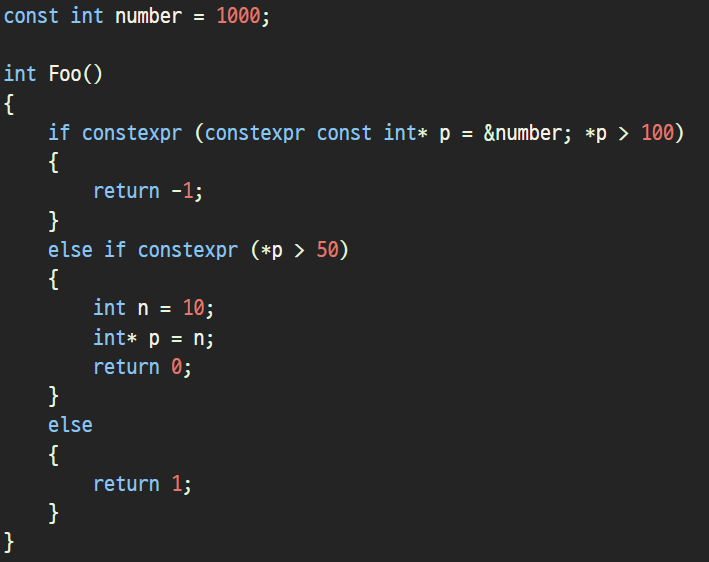 const int number = 1000;

int Foo()
{
    if constexpr (constexpr const int* p = &number; *p > 100)
    {
        return -1;
    }
    else if constexpr (*p > 50)
    {
        int n = 10;
        int* p = n;
        return 0;
    }
    else
    {
        return 1;
    }
}